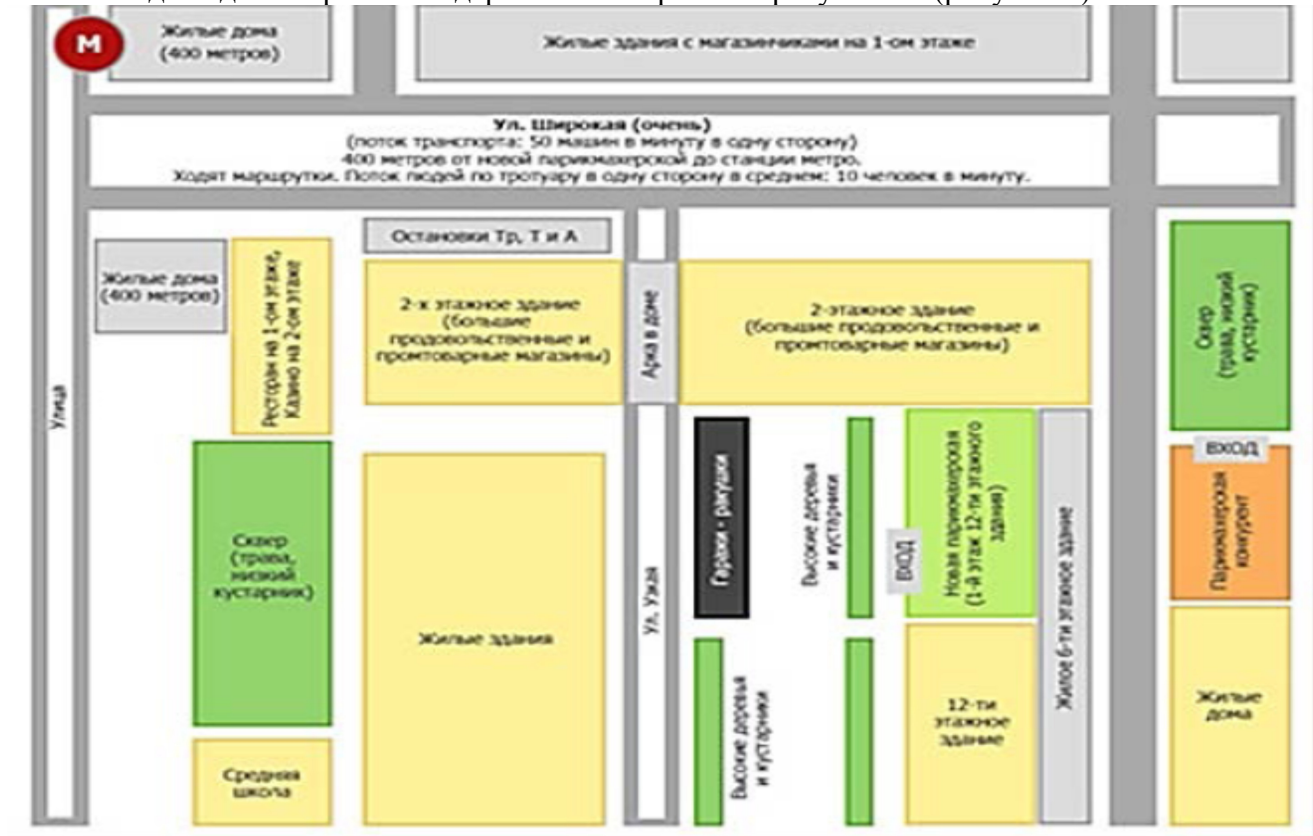 М
Жилые дома
(400 метров)
Жилые здания с магазинчиками на 1-ом этаже
Ул. Широкая (очень)
(поток транспорта: 50 машин в минуту в одну сторону)
400 метров от новой парикмахерской до станции метро.
Ходят маршрутки. Поток людей по тротуару в одну сторону в среднем: 10 человек в минуту.
Улица
Жилые дома
(400 метров)
Ресторан на 1-ом этаже,
Казино на 2-ом этаже
Остановки Тр, Т и А
2-х этажное здание
(большие
продовольственные и
промтоварные магазины)
Арка в доме
2-этажное здание
(большие продовольственные и
промтоварные магазины)
Сквер
(трава, низкий
кустарник)
Сквер
(трава,
низкий
кустарник)
Средняя
школа
Жилые здания
Ул. Узкая
Гаражи - ракушки
Высокие деревья
и кустарники
Высокие деревья
и кустарники
ВХОД
Новая парикмахерская
(1-й этаж 12-ти этажного
здания)
12-ти
этажное
здание
Жилое 6-ти этажное здание
ВХОД
Парикмахерская
конкурент
Жилые
дома